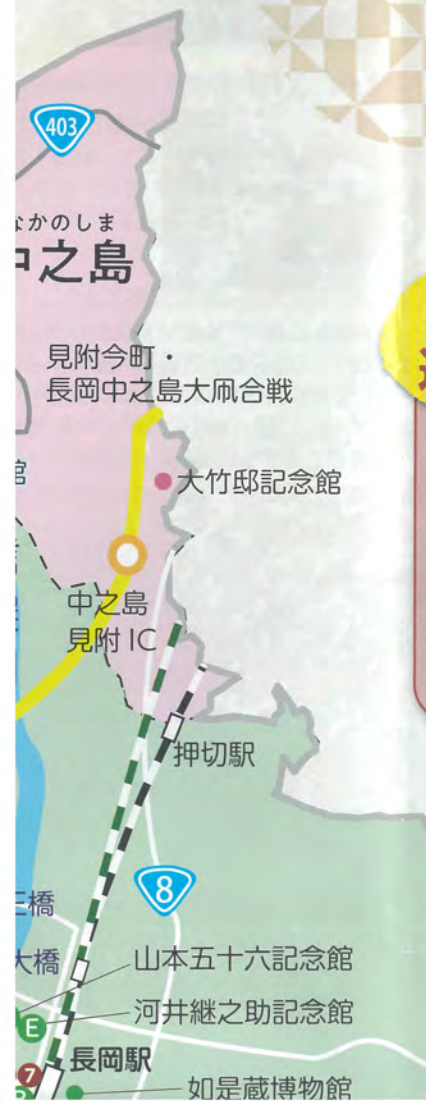 403
なかのしま
中之島
見附今町・
長岡中之島大凧合戦
館
大竹邸記念館
中之島
見附 IC
押切駅
8
大橋
山本五十六記念館
E
河井継之助記念館
7
長岡駅
如是蔵博物館